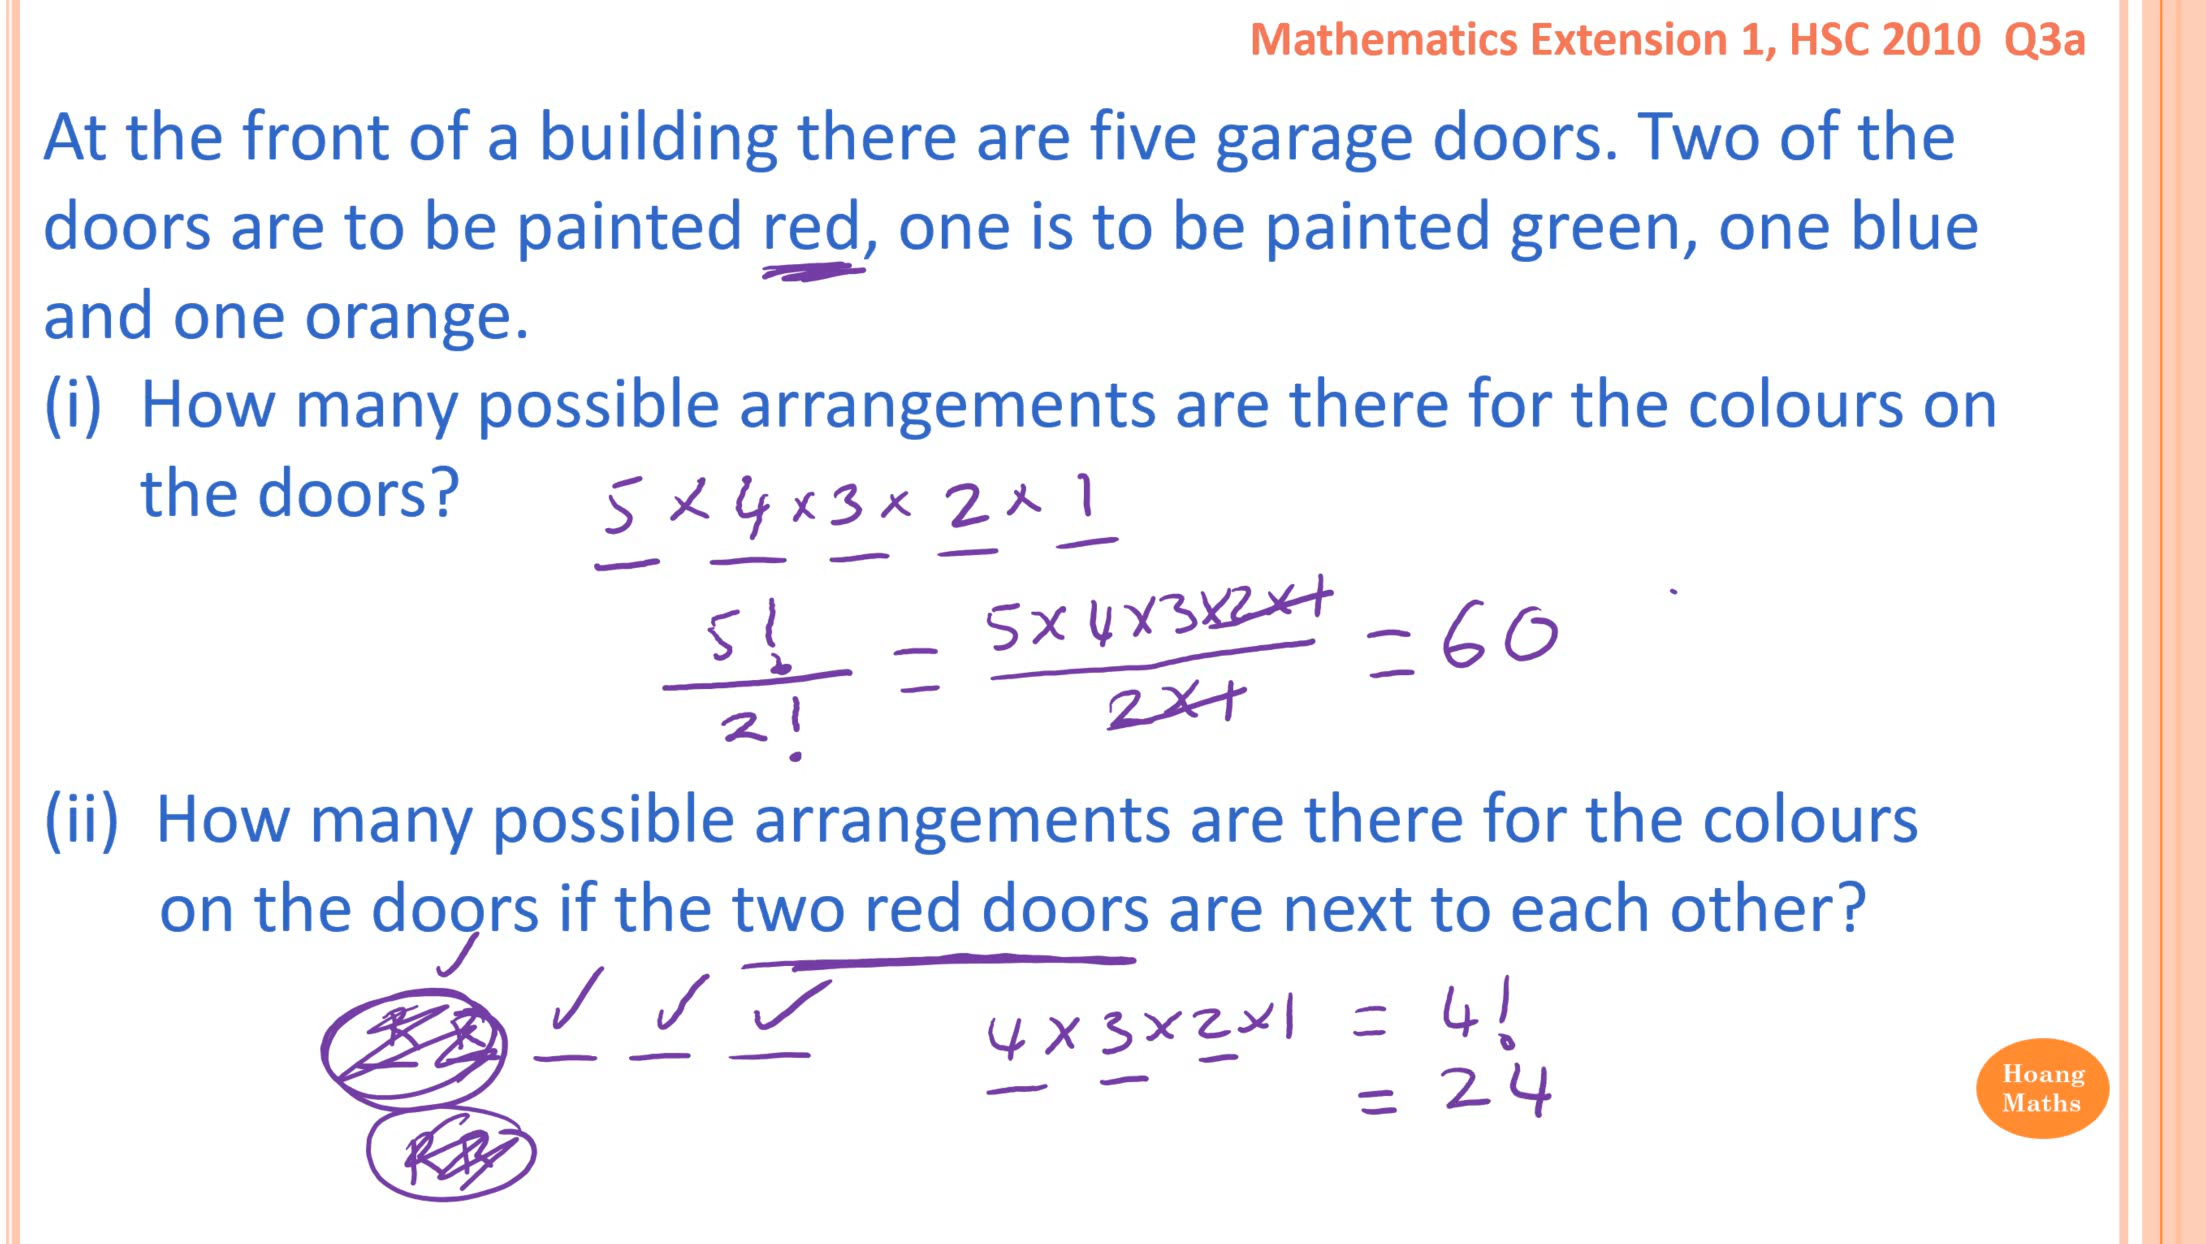 Mathematics Extension 1, HSC 2010 Q3a
At the front of a building there are five garage doors. Two of the
doors are to be painted red, one is to be painted green, one blue
and one orange.
(i) How many possible arrangements are there for the colours on
the doors?
5 × 4 × 3 × 2 × 1
5! / 2! = 5×4×3×2×1 / 2×1 = 60
(ii) How many possible arrangements are there for the colours
on the doors if the two red doors are next to each other?
R R ✓ ✓ ✓ ✓
4 × 3 × 2 × 1 = 4!
= 24
RR
Hoang
Maths